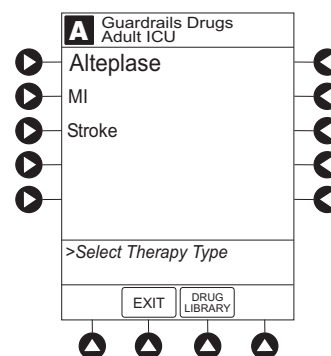 A Guardrails Drugs
Adult ICU
Alteplase
MI
Stroke
>Select Therapy Type
EXIT DRUG
LIBRARY